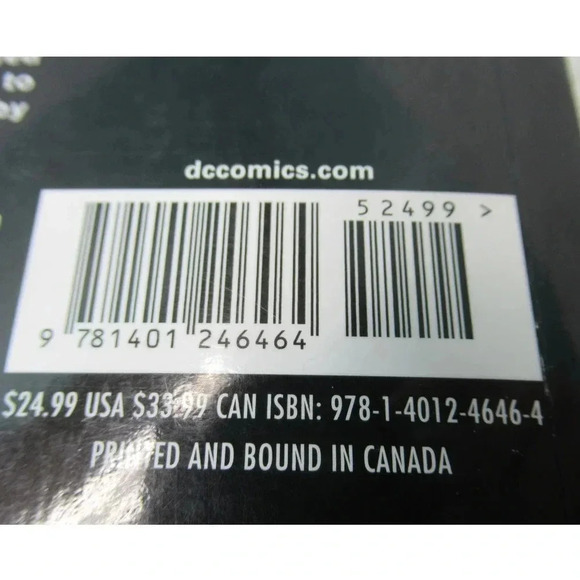 to
dccomics.com
52499 >
9 781401 246464
$24.99 USA $33.99 CAN ISBN: 978-1-4012-4646-4
PRINTED AND BOUND IN CANADA